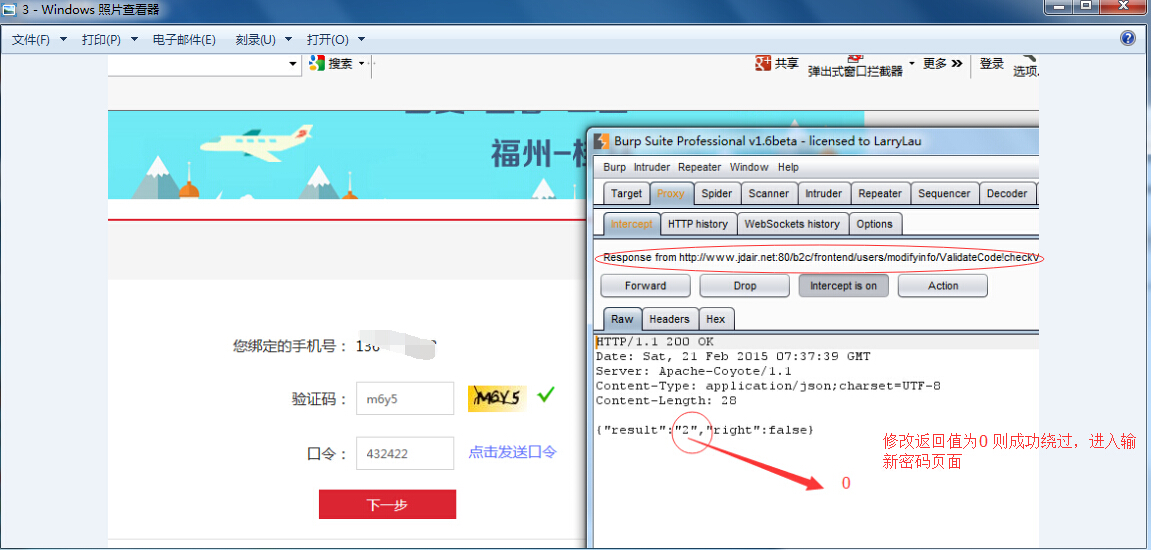 3 - Windows 照片查看器
文件(F) 打印(P) 电子邮件(E) 刻录(U) 打开(O)
搜索 共享 弹出式窗口拦截器 更多 登录 选项
福州-
Burp Suite Professional v1.6beta - licensed to LarryLau
Burp Intruder Repeater Window Help
Target Proxy Spider Scanner Intruder Repeater Sequencer Decoder
Intercept HTTP history WebSockets history Options
Response from http://www.jdair.net:80/b2c/frontend/users/modifyinfo/ValidateCode!checkV
Forward Drop Intercept is on Action
Raw Headers Hex
HTTP/1.1 200 OK
Date: Sat, 21 Feb 2015 07:37:39 GMT
Server: Apache-Coyote/1.1
Content-Type: application/json;charset=UTF-8
Content-Length: 28
{"result":"2","right":false}
修改返回值为0 则成功绕过，进入输
新密码页面
0
您绑定的手机号： 136
验证码： m6y5 M6Y5
口令： 432422 点击发送口令
下一步